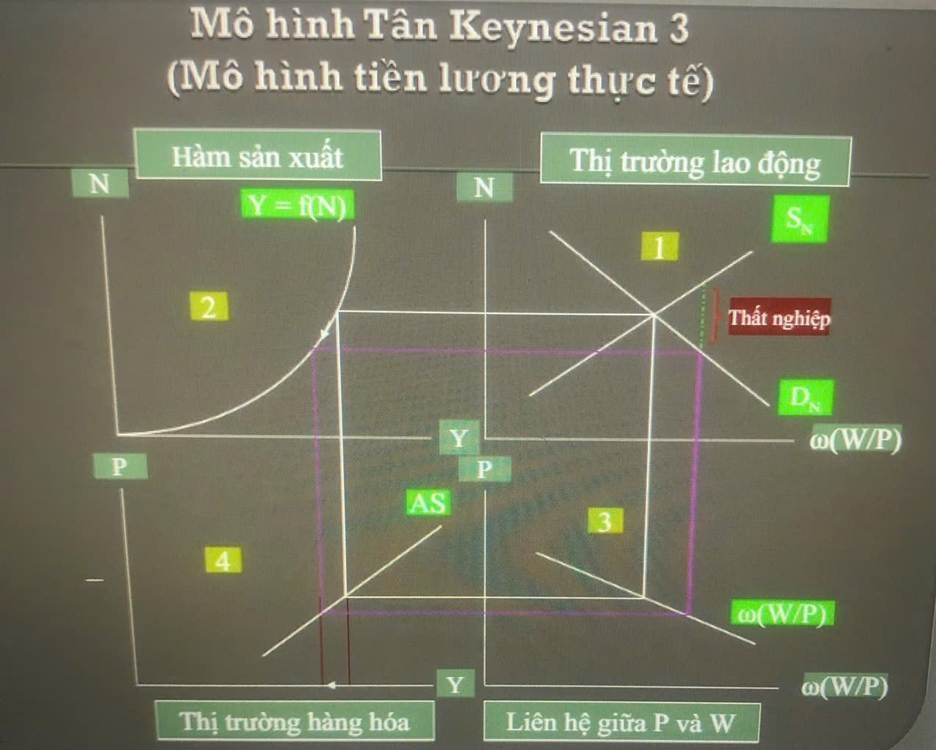 Mô hình Tân Keynesian 3
(Mô hình tiền lương thực tế)
Hàm sản xuất
Thị trường lao động
N
N
Y = f(N)
S_N
1
2
Thất nghiệp
D_N
Y
ω(W/P)
P
P
AS
3
4
ω(W/P)
Y
ω(W/P)
Thị trường hàng hóa
Liên hệ giữa P và W